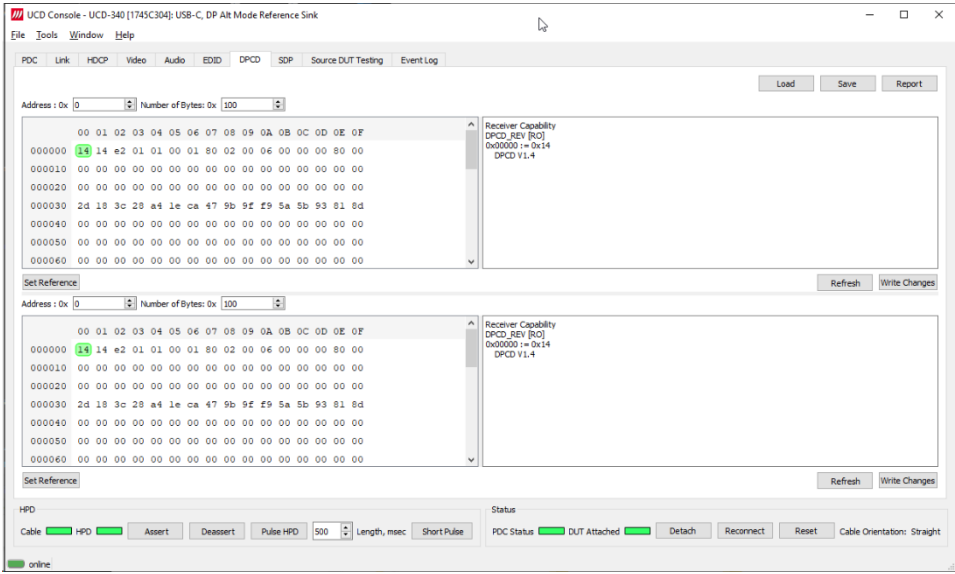 UCD Console - UCD-340 [1745C304]: USB-C, DP Alt Mode Reference Sink
File Tools Window Help
PDC Link HDCP Video Audio EDID DPCD SDP Source DUT Testing Event Log
Load Save Report
Address : 0x 0 Number of Bytes: 0x 100
00 01 02 03 04 05 06 07 08 09 0A 0B 0C 0D 0E 0F
000000 14 14 e2 01 01 00 01 80 02 00 06 00 00 00 80 00
000010 00 00 00 00 00 00 00 00 00 00 00 00 00 00 00 00
000020 00 00 00 00 00 00 00 00 00 00 00 00 00 00 00 00
000030 2d 18 3c 28 a4 1e ca 47 9b 9f f9 5a 5b 93 81 8d
000040 00 00 00 00 00 00 00 00 00 00 00 00 00 00 00 00
000050 00 00 00 00 00 00 00 00 00 00 00 00 00 00 00 00
000060 00 00 00 00 00 00 00 00 00 00 00 00 00 00 00 00
Receiver Capability
DPCD_REV [RO]
0x00000 := 0x14
DPCD V1.4
Set Reference Refresh Write Changes
Address : 0x 0 Number of Bytes: 0x 100
00 01 02 03 04 05 06 07 08 09 0A 0B 0C 0D 0E 0F
000000 14 14 e2 01 01 00 01 80 02 00 06 00 00 00 80 00
000010 00 00 00 00 00 00 00 00 00 00 00 00 00 00 00 00
000020 00 00 00 00 00 00 00 00 00 00 00 00 00 00 00 00
000030 2d 18 3c 28 a4 1e ca 47 9b 9f f9 5a 5b 93 81 8d
000040 00 00 00 00 00 00 00 00 00 00 00 00 00 00 00 00
000050 00 00 00 00 00 00 00 00 00 00 00 00 00 00 00 00
000060 00 00 00 00 00 00 00 00 00 00 00 00 00 00 00 00
Receiver Capability
DPCD_REV [RO]
0x00000 := 0x14
DPCD V1.4
Set Reference Refresh Write Changes
HPD Status
Cable HPD Assert Deassert Pulse HPD 500 Length, msec Short Pulse PDC Status DUT Attached Detach Reconnect Reset Cable Orientation: Straight
online